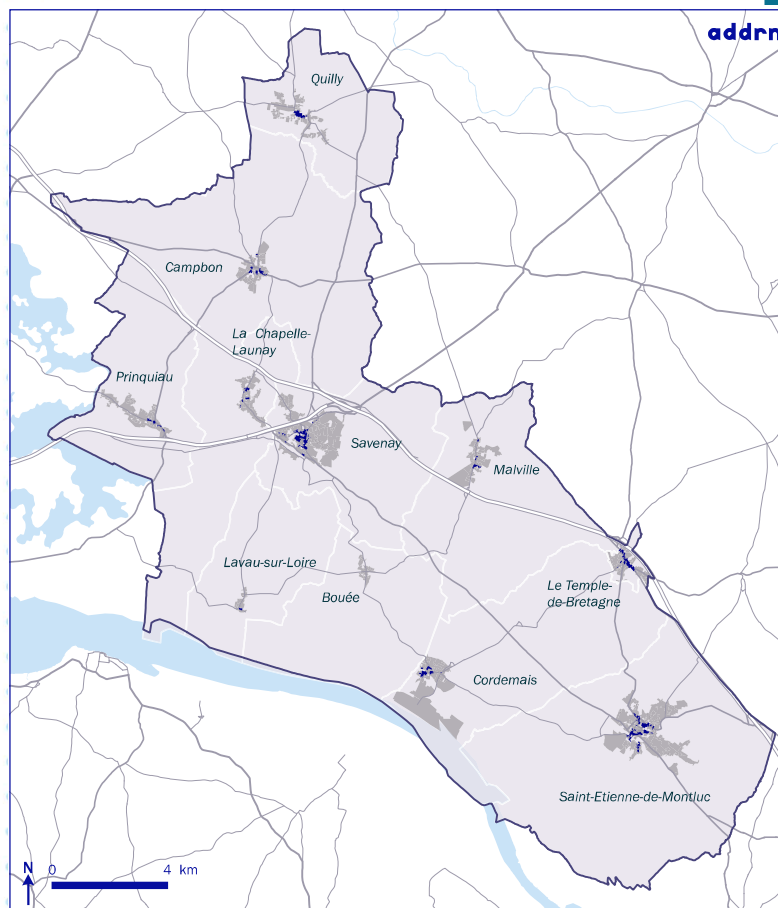 addrn
Quilly
Campbon
La Chapelle-
Launay
Prinquiau
Savenay
Malville
Lavau-sur-Loire
Bouée
Le Temple-
de-Bretagne
Cordemais
Saint-Etienne-de-Montluc
N
0 4 km